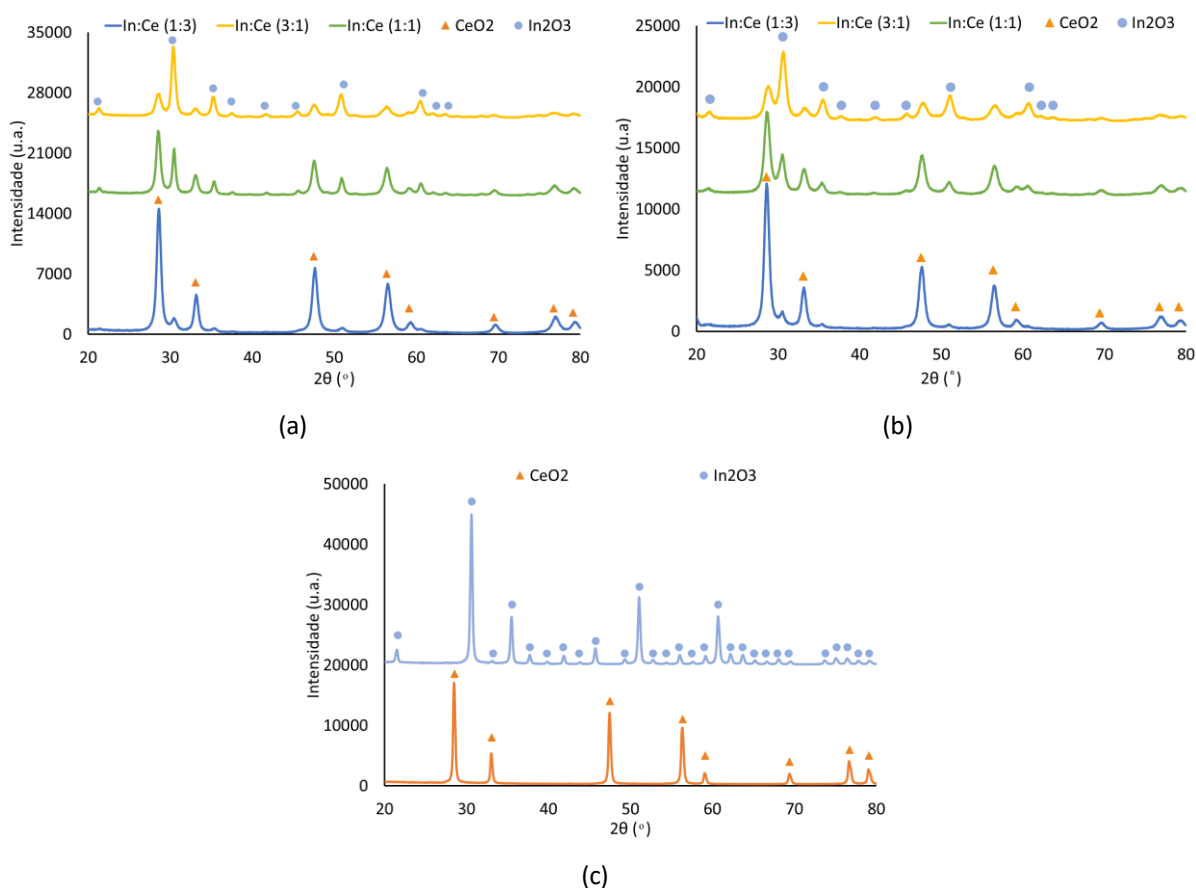 In:Ce (1:3) In:Ce (3:1) In:Ce (1:1) CeO2 In2O3
35000
28000
21000
14000
7000
0
Intensidade (u.a.)
20 30 40 50 60 70 80
2θ (°)
(a)
In:Ce (1:3) In:Ce (3:1) In:Ce (1:1) CeO2 In2O3
25000
20000
15000
10000
5000
0
Intensidade (u.a)
20 30 40 50 60 70 80
2θ (°)
(b)
CeO2 In2O3
50000
40000
30000
20000
10000
0
Intensidade (u.a.)
20 30 40 50 60 70 80
2θ (°)
(c)